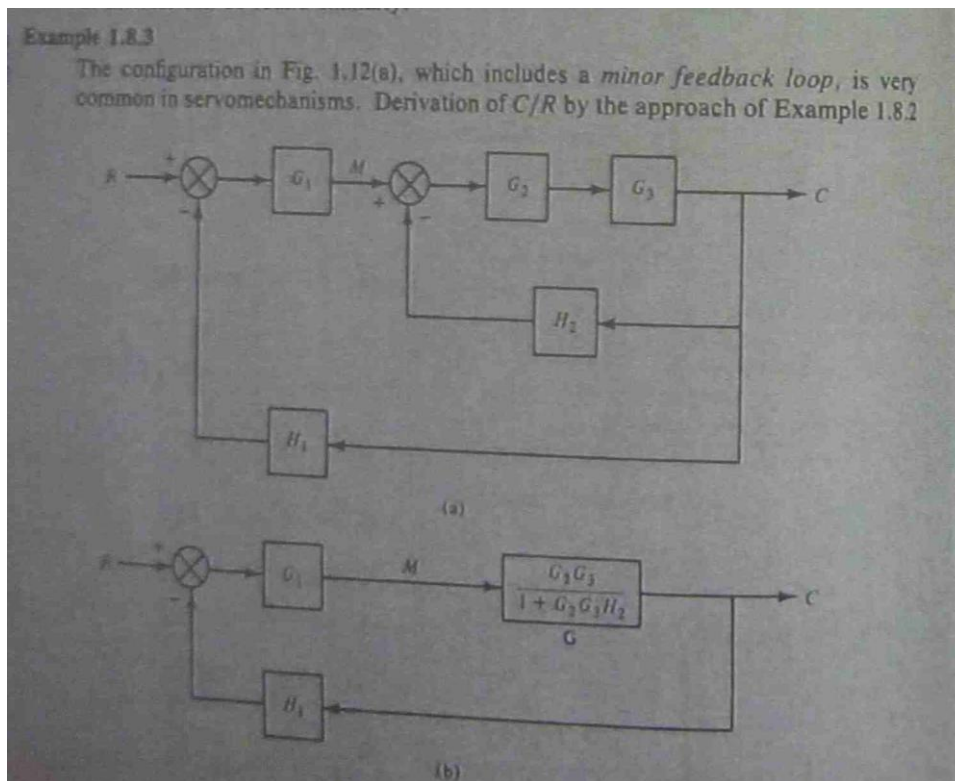 Example 1.8.3
The configuration in Fig. 1.12(a), which includes a minor feedback loop, is very
common in servomechanisms. Derivation of C/R by the approach of Example 1.8.2
R + − G₁ M + − G₂ G₃ C
H₂
H₁
(a)
R + − G₁ M G₂G₃ C
1 + G₂G₃H₂
G
H₁
(b)